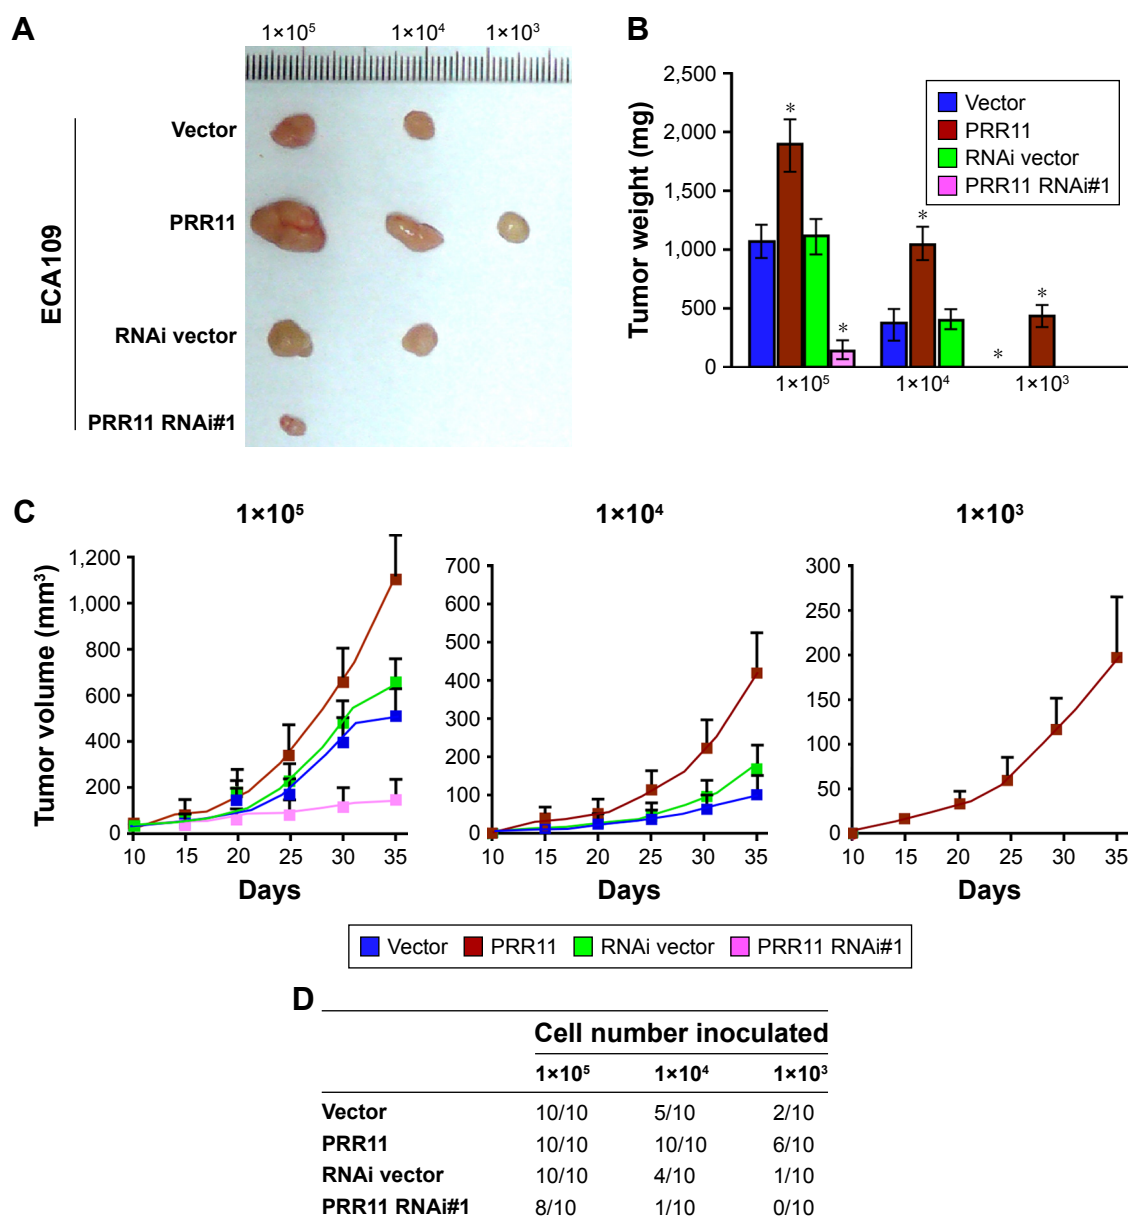 A
1×10⁵ 1×10⁴ 1×10³
ECA109
Vector
PRR11
RNAi vector
PRR11 RNAi#1
B
Tumor weight (mg)
2,500
2,000
1,500
1,000
500
0
Vector
PRR11
RNAi vector
PRR11 RNAi#1
*
*
*
*
*
1×10⁵ 1×10⁴ 1×10³
C
1×10⁵
Tumor volume (mm³)
1,200
1,000
800
600
400
200
0
10 15 20 25 30 35
Days
1×10⁴
700
600
500
400
300
200
100
0
10 15 20 25 30 35
Days
1×10³
300
250
200
150
100
50
0
10 15 20 25 30 35
Days
Vector PRR11 RNAi vector PRR11 RNAi#1
D
Cell number inoculated
1×10⁵ 1×10⁴ 1×10³
Vector 10/10 5/10 2/10
PRR11 10/10 10/10 6/10
RNAi vector 10/10 4/10 1/10
PRR11 RNAi#1 8/10 1/10 0/10